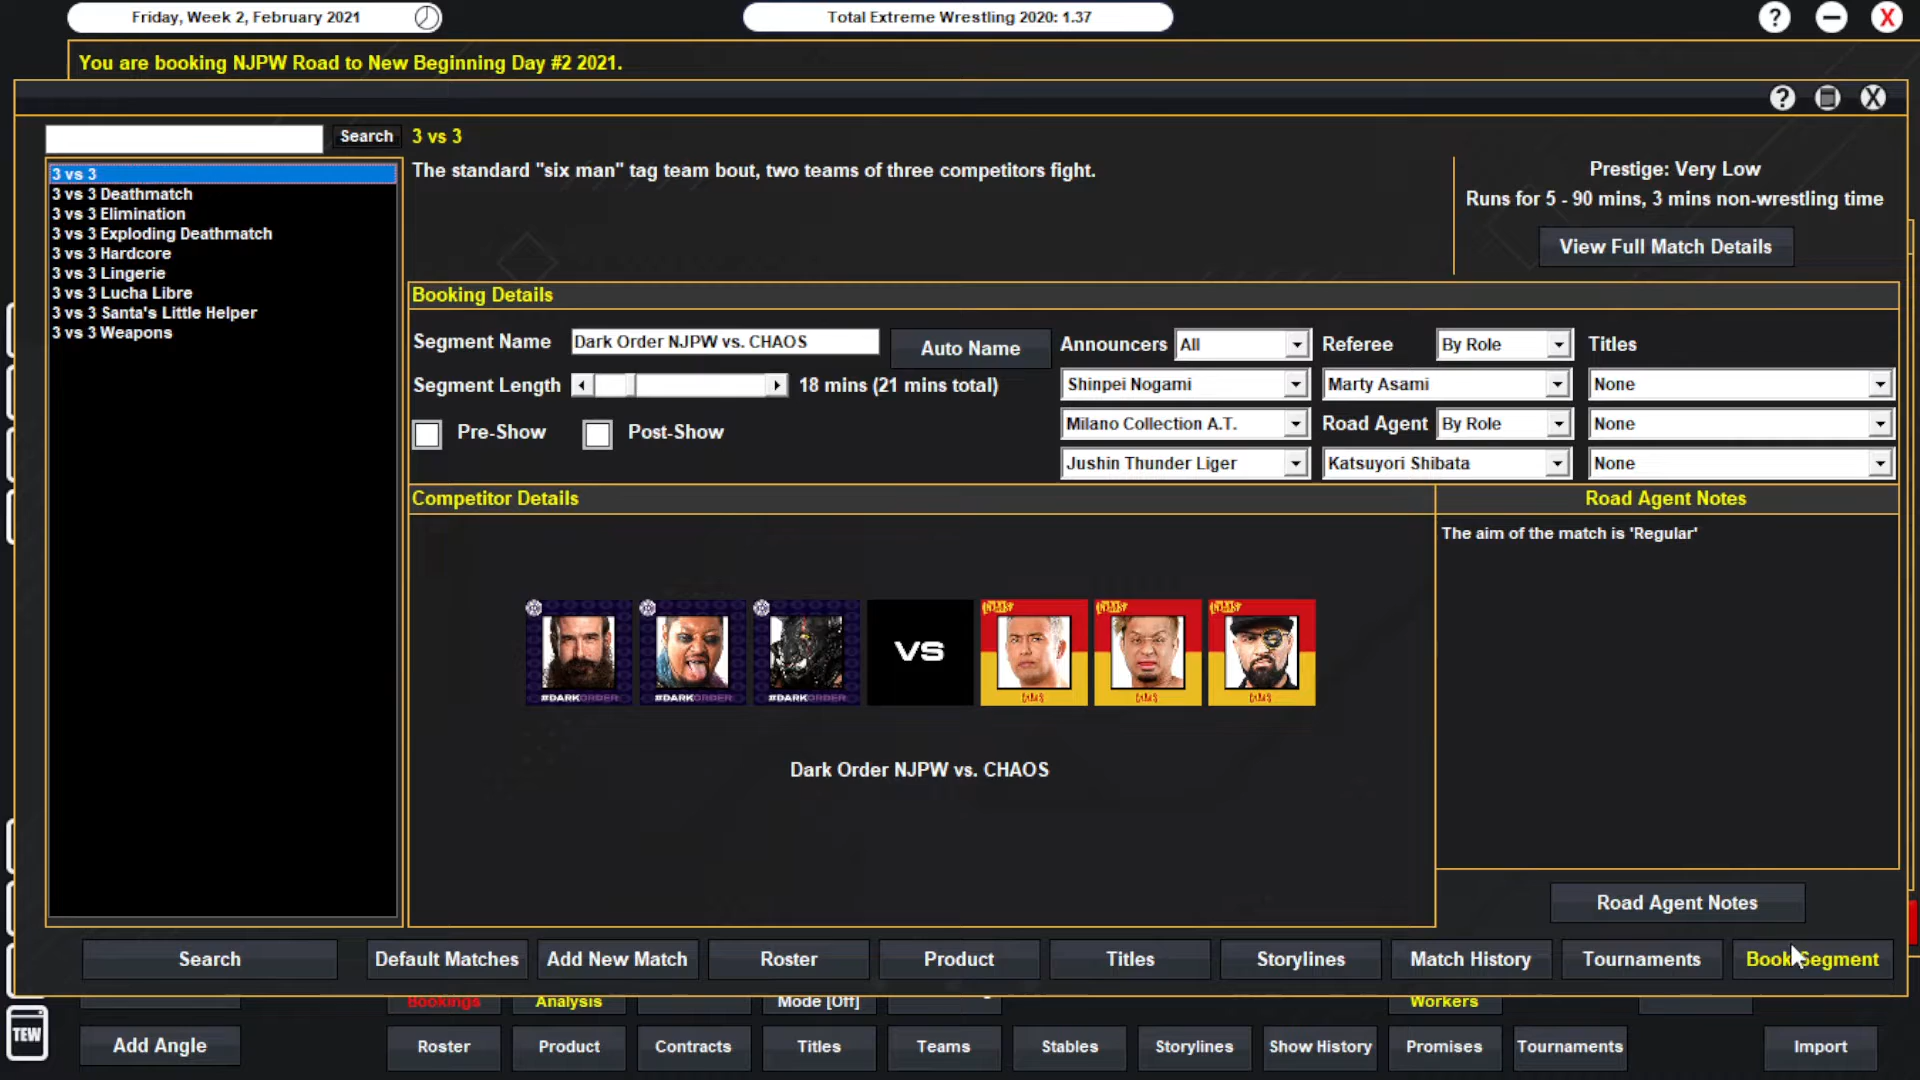 Friday, Week 2, February 2021
Total Extreme Wrestling 2020: 1.37
?
X
You are booking NJPW Road to New Beginning Day #2 2021.
?
X
Search
3 vs 3
3 vs 3
3 vs 3 Deathmatch
3 vs 3 Elimination
3 vs 3 Exploding Deathmatch
3 vs 3 Hardcore
3 vs 3 Lingerie
3 vs 3 Lucha Libre
3 vs 3 Santa's Little Helper
3 vs 3 Weapons
The standard "six man" tag team bout, two teams of three competitors fight.
Prestige: Very Low
Runs for 5 - 90 mins, 3 mins non-wrestling time
View Full Match Details
Booking Details
Segment Name
Dark Order NJPW vs. CHAOS
Auto Name
Segment Length
18 mins (21 mins total)
Pre-Show
Post-Show
Announcers
All
Shinpei Nogami
Milano Collection A.T.
Jushin Thunder Liger
Referee
By Role
Marty Asami
Road Agent
By Role
Katsuyori Shibata
Titles
None
None
None
Competitor Details
#DARKORDER
#DARKORDER
#DARKORDER
VS
Dark Order NJPW vs. CHAOS
Road Agent Notes
The aim of the match is 'Regular'
Road Agent Notes
Search
Default Matches
Add New Match
Roster
Product
Titles
Storylines
Match History
Tournaments
Book Segment
Bookings
Analysis
Mode [Off]
Workers
TEW
Add Angle
Roster
Product
Contracts
Titles
Teams
Stables
Storylines
Show History
Promises
Tournaments
Import